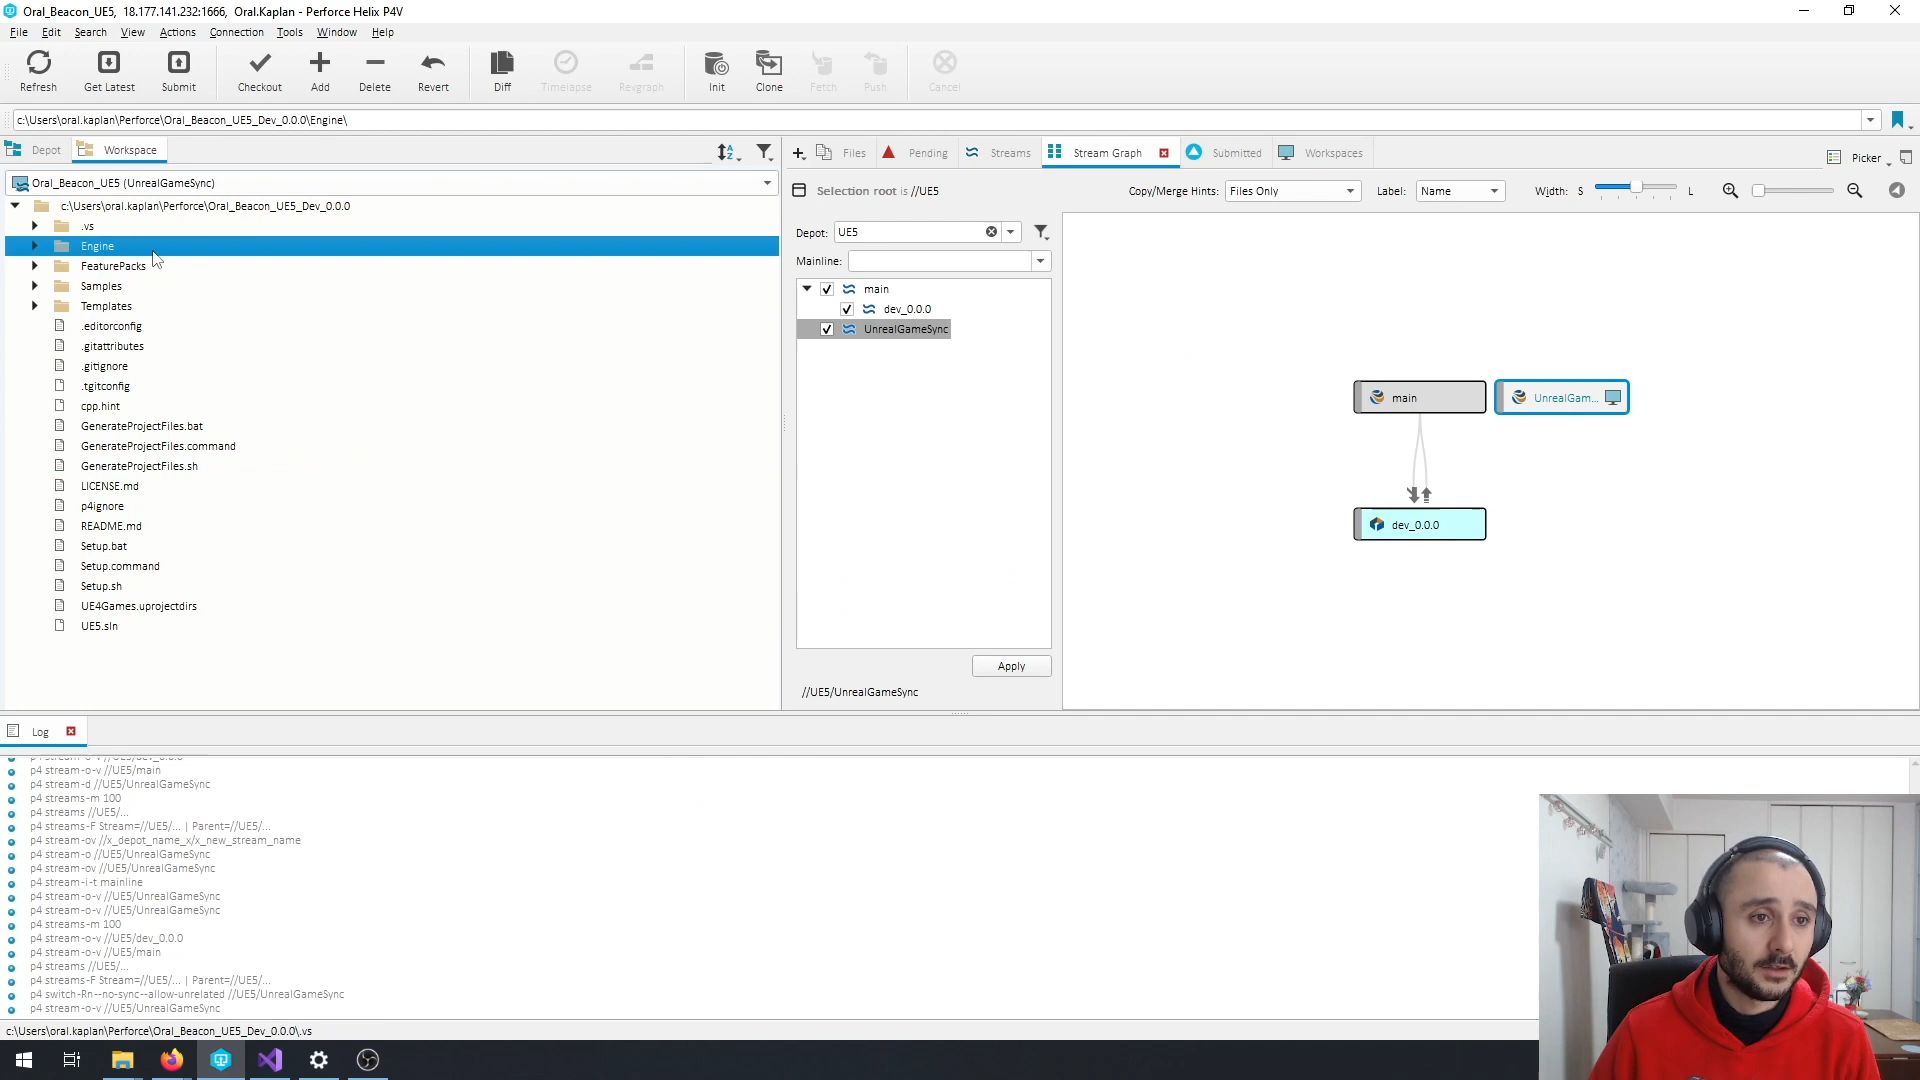 Oral_Beacon_UE5, 18.177.141.232:1666, Oral.Kaplan - Perforce Helix P4V
File Edit Search View Actions Connection Tools Window Help
Refresh Get Latest Submit Checkout Add Delete Revert Diff Timelapse Revgraph Init Clone Fetch Push Cancel
c:\Users\oral.kaplan\Perforce\Oral_Beacon_UE5_Dev_0.0.0\Engine\
Depot Workspace
Files Pending Streams Stream Graph Submitted Workspaces
Picker
Oral_Beacon_UE5 (UnrealGameSync)
Selection root is //UE5
Copy/Merge Hints: Files Only Label: Name Width: S L
c:\Users\oral.kaplan\Perforce\Oral_Beacon_UE5_Dev_0.0.0
.vs
Engine
FeaturePacks
Samples
Templates
.editorconfig
.gitattributes
.gitignore
.tgitconfig
cpp.hint
GenerateProjectFiles.bat
GenerateProjectFiles.command
GenerateProjectFiles.sh
LICENSE.md
p4ignore
README.md
Setup.bat
Setup.command
Setup.sh
UE4Games.uprojectdirs
UE5.sln
Depot: UE5
Mainline:
main
dev_0.0.0
UnrealGameSync
Apply
//UE5/UnrealGameSync
main
UnrealGam...
dev_0.0.0
Log
p4 stream-o-v //UE5/dev_0.0.0
p4 stream-o-v //UE5/main
p4 stream-d //UE5/UnrealGameSync
p4 streams-m 100
p4 streams //UE5/...
p4 streams-F Stream=//UE5/... | Parent=//UE5/...
p4 stream-ov //x_depot_name_x/x_new_stream_name
p4 stream-o //UE5/UnrealGameSync
p4 stream-ov //UE5/UnrealGameSync
p4 stream-i-t mainline
p4 stream-o-v //UE5/UnrealGameSync
p4 stream-o-v //UE5/UnrealGameSync
p4 streams-m 100
p4 stream-o-v //UE5/dev_0.0.0
p4 stream-o-v //UE5/main
p4 streams //UE5/...
p4 streams-F Stream=//UE5/... | Parent=//UE5/...
p4 switch-Rn--no-sync--allow-unrelated //UE5/UnrealGameSync
p4 stream-o-v //UE5/UnrealGameSync
c:\Users\oral.kaplan\Perforce\Oral_Beacon_UE5_Dev_0.0.0\.vs